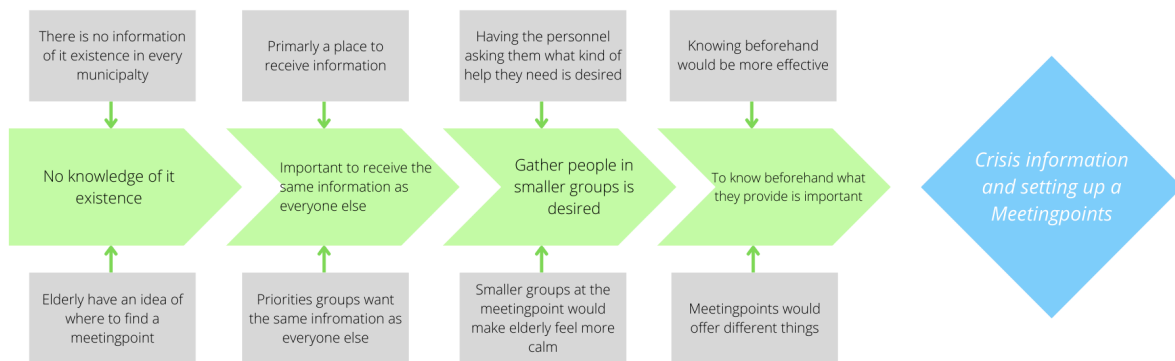 There is no information
of it existence in every
municipalty
Primarly a place to
receive information
Having the personnel
asking them what kind of
help they need is desired
Knowing beforehand
would be more effective
No knowledge of it
existence
Important to receive the
same information as
everyone else
Gather people in
smaller groups is
desired
To know beforehand what
they provide is important
Crisis information
and setting up a
Meetingpoints
Elderly have an idea of
where to find a
meetingpoint
Priorities groups want
the same infromation as
everyone else
Smaller groups at the
meetingpoint would
make elderly feel more
calm
Meetingpoints would
offer different things